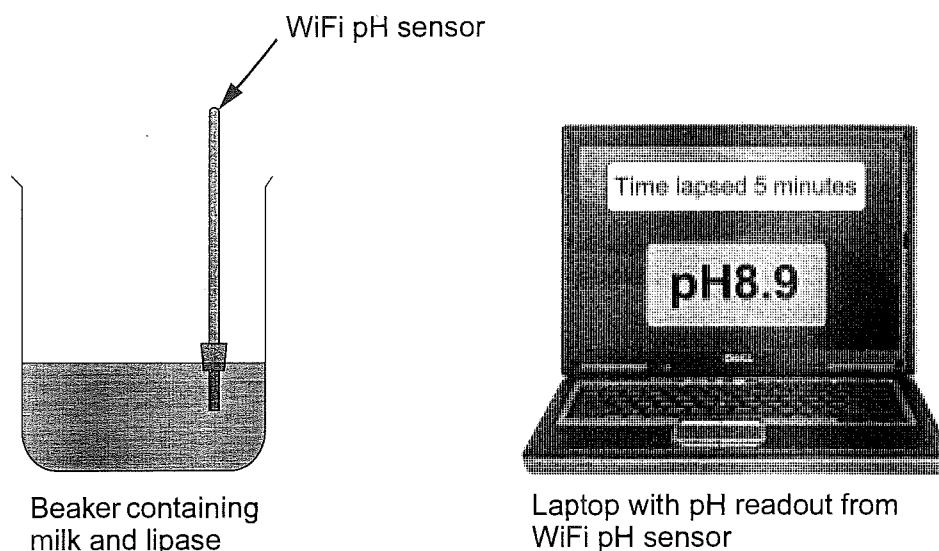 WiFi pH sensor
Time lapsed 5 minutes
pH8.9
DELL
Beaker containing
milk and lipase
Laptop with pH readout from
WiFi pH sensor